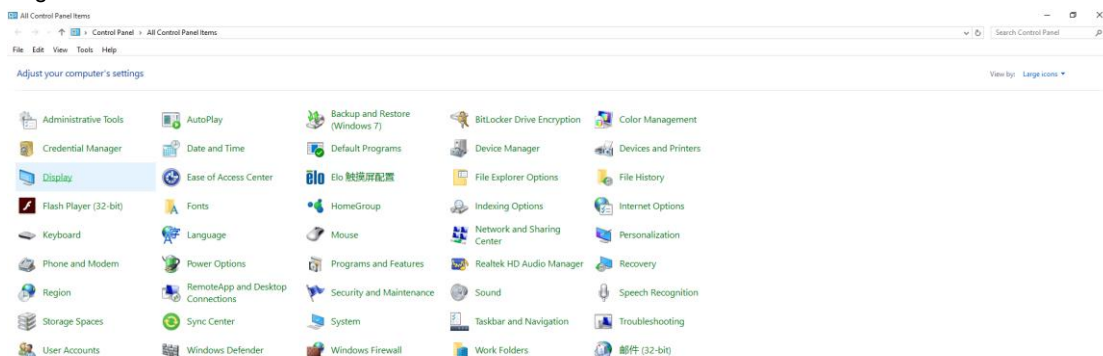 All Control Panel Items
Control Panel > All Control Panel Items
Search Control Panel
File Edit View Tools Help
Adjust your computer's settings
View by: Large icons
Administrative Tools
AutoPlay
Backup and Restore
(Windows 7)
BitLocker Drive Encryption
Color Management
Credential Manager
Date and Time
Default Programs
Device Manager
Devices and Printers
Display
Ease of Access Center
elo Elo 触摸屏配置
File Explorer Options
File History
Flash Player (32-bit)
Fonts
HomeGroup
Indexing Options
Internet Options
Keyboard
Language
Mouse
Network and Sharing
Center
Personalization
Phone and Modem
Power Options
Programs and Features
Realtek HD Audio Manager
Recovery
Region
RemoteApp and Desktop
Connections
Security and Maintenance
Sound
Speech Recognition
Storage Spaces
Sync Center
System
Taskbar and Navigation
Troubleshooting
User Accounts
Windows Defender
Windows Firewall
Work Folders
邮件 (32-bit)